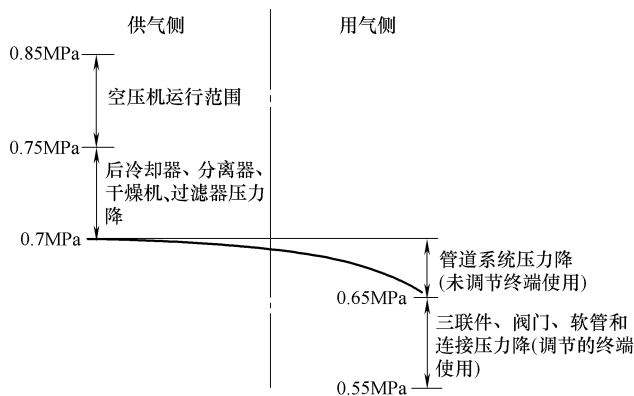 供气侧
用气侧
0.85MPa
空压机运行范围
0.75MPa
后冷却器、分离器、
干燥机、过滤器压力
降
0.7MPa
管道系统压力降
(未调节终端使用)
0.65MPa
三联件、阀门、软管和
连接压力降(调节的终端
使用)
0.55MPa